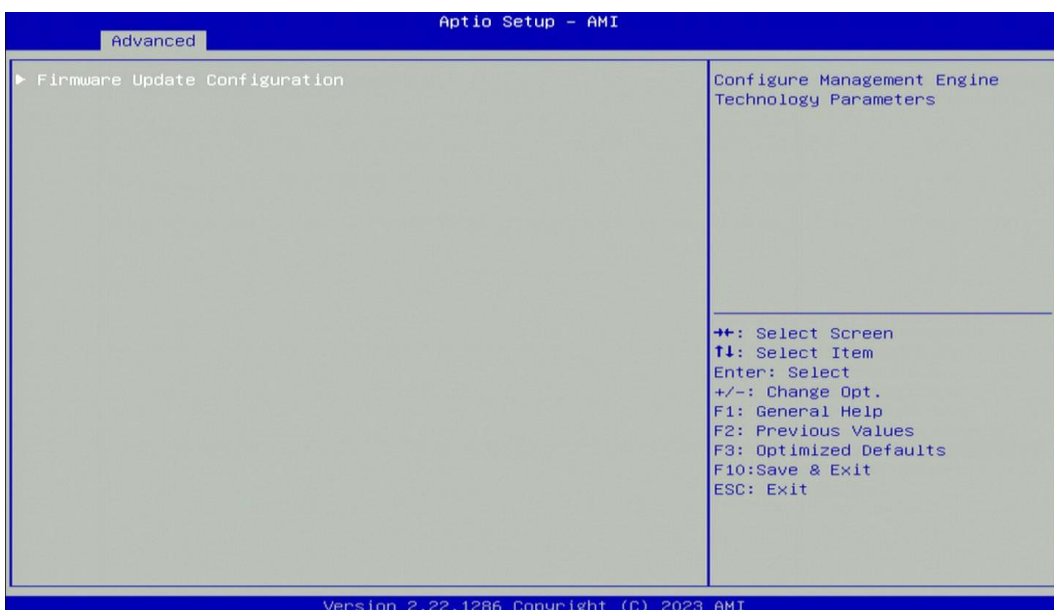 Aptio Setup - AMI
Advanced
▶ Firmware Update Configuration
Configure Management Engine
Technology Parameters
→←: Select Screen
↑↓: Select Item
Enter: Select
+/-: Change Opt.
F1: General Help
F2: Previous Values
F3: Optimized Defaults
F10:Save & Exit
ESC: Exit
Version 2.22.1286 Copyright (C) 2023 AMI